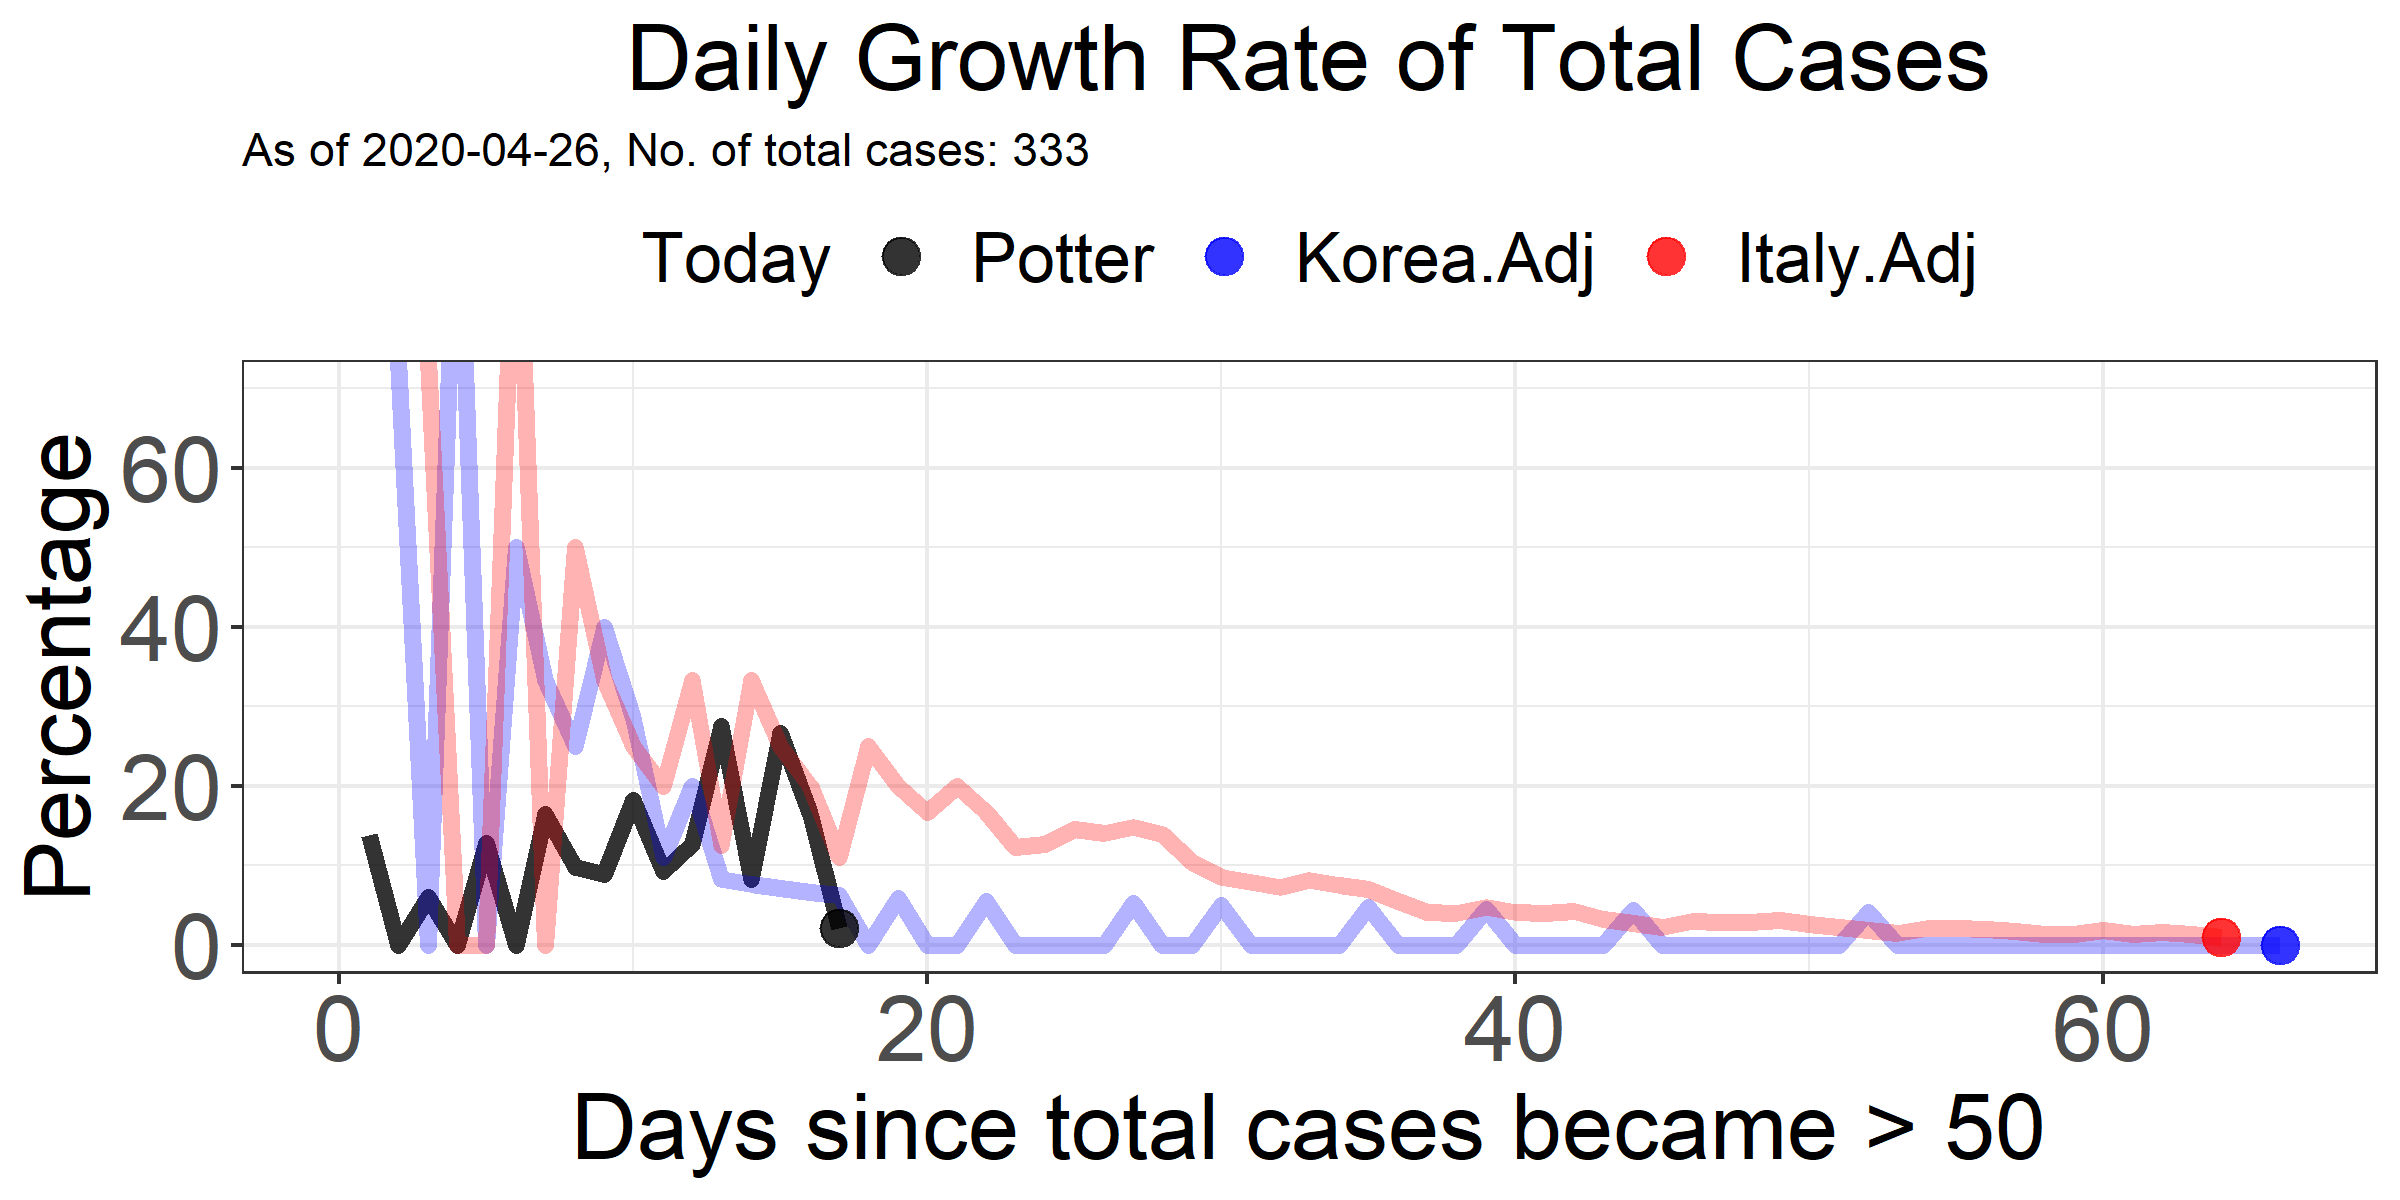 Daily Growth Rate of Total Cases
As of 2020-04-26, No. of total cases: 333
Today Potter Korea.Adj Italy.Adj
Percentage
60
40
20
0
0 20 40 60
Days since total cases became > 50